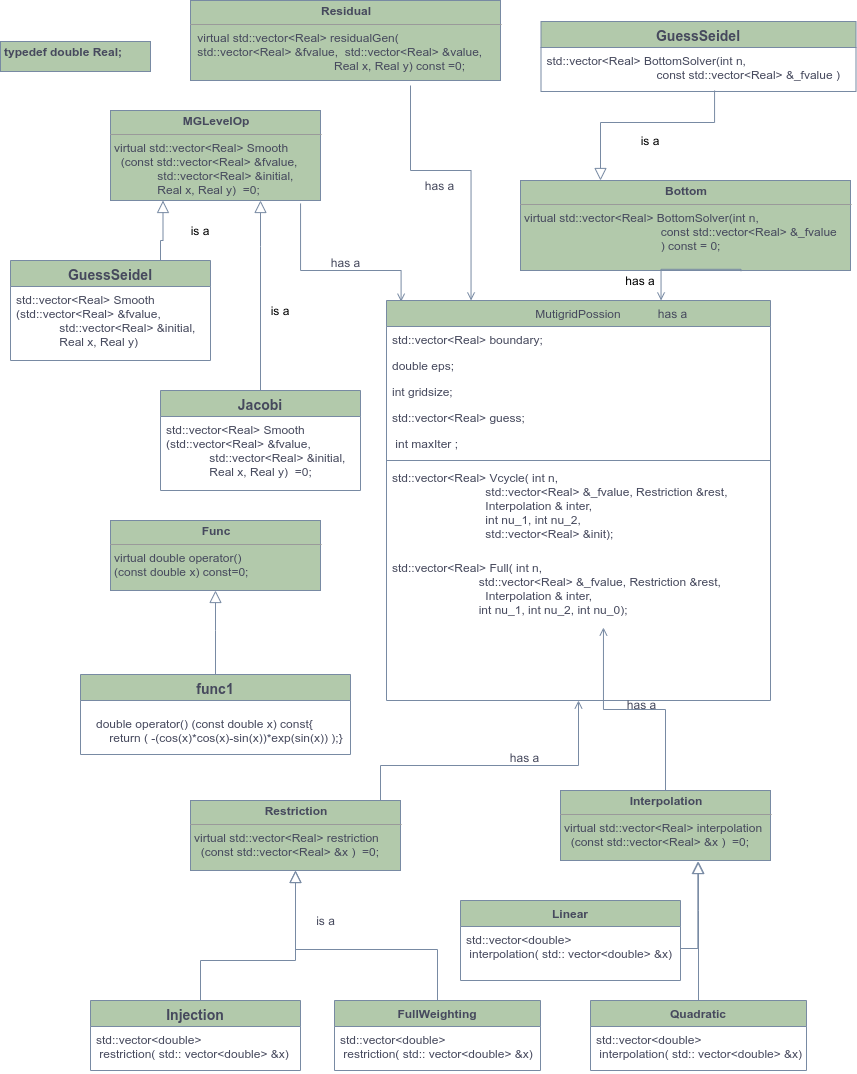 Residual
virtual std::vector<Real> residualGen(
std::vector<Real> &fvalue,  std::vector<Real> &value,
Real x, Real y) const =0;
typedef double Real;
GuessSeidel
std::vector<Real> BottomSolver(int n,
const std::vector<Real> &_fvalue )
MGLevelOp
virtual std::vector<Real> Smooth
(const std::vector<Real> &fvalue,
std::vector<Real> &initial,
Real x, Real y)  =0;
is a
has a
Bottom
virtual std::vector<Real> BottomSolver(int n,
const std::vector<Real> &_fvalue
) const = 0;
is a
has a
has a
GuessSeidel
std::vector<Real> Smooth
(std::vector<Real> &fvalue,
std::vector<Real> &initial,
Real x, Real y)
is a
MutigridPossion
has a
std::vector<Real> boundary;
double eps;
int gridsize;
std::vector<Real> guess;
int maxIter ;
Jacobi
std::vector<Real> Smooth
(std::vector<Real> &fvalue,
std::vector<Real> &initial,
Real x, Real y)  =0;
std::vector<Real> Vcycle( int n,
std::vector<Real> &_fvalue, Restriction &rest,
Interpolation & inter,
int nu_1, int nu_2,
std::vector<Real> &init);
std::vector<Real> Full( int n,
std::vector<Real> &_fvalue, Restriction &rest,
Interpolation & inter,
int nu_1, int nu_2, int nu_0);
Func
virtual double operator()
(const double x) const=0;
func1
double operator() (const double x) const{
return ( -(cos(x)*cos(x)-sin(x))*exp(sin(x)) );}
has a
has a
Restriction
virtual std::vector<Real> restriction
(const std::vector<Real> &x )  =0;
Interpolation
virtual std::vector<Real> interpolation
(const std::vector<Real> &x )  =0;
is a
Linear
std::vector<double>
interpolation( std:: vector<double> &x)
Injection
std::vector<double>
restriction( std:: vector<double> &x)
FullWeighting
std::vector<double>
restriction( std:: vector<double> &x)
Quadratic
std::vector<double>
interpolation( std:: vector<double> &x)